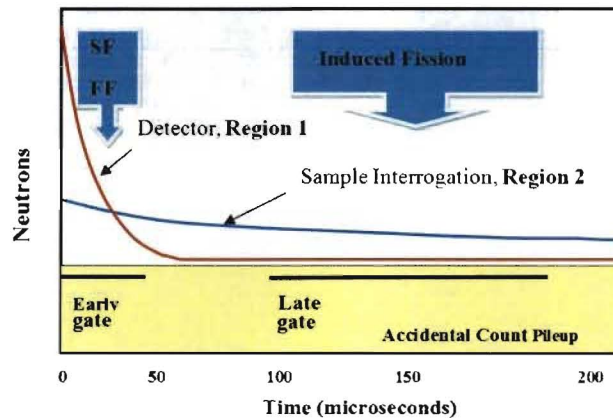 SF
FF
Induced Fission
Detector, Region 1
Sample Interrogation, Region 2
Neutrons
Early
gate
Late
gate
Accidental Count Pileup
0 50 100 150 200
Time (microseconds)